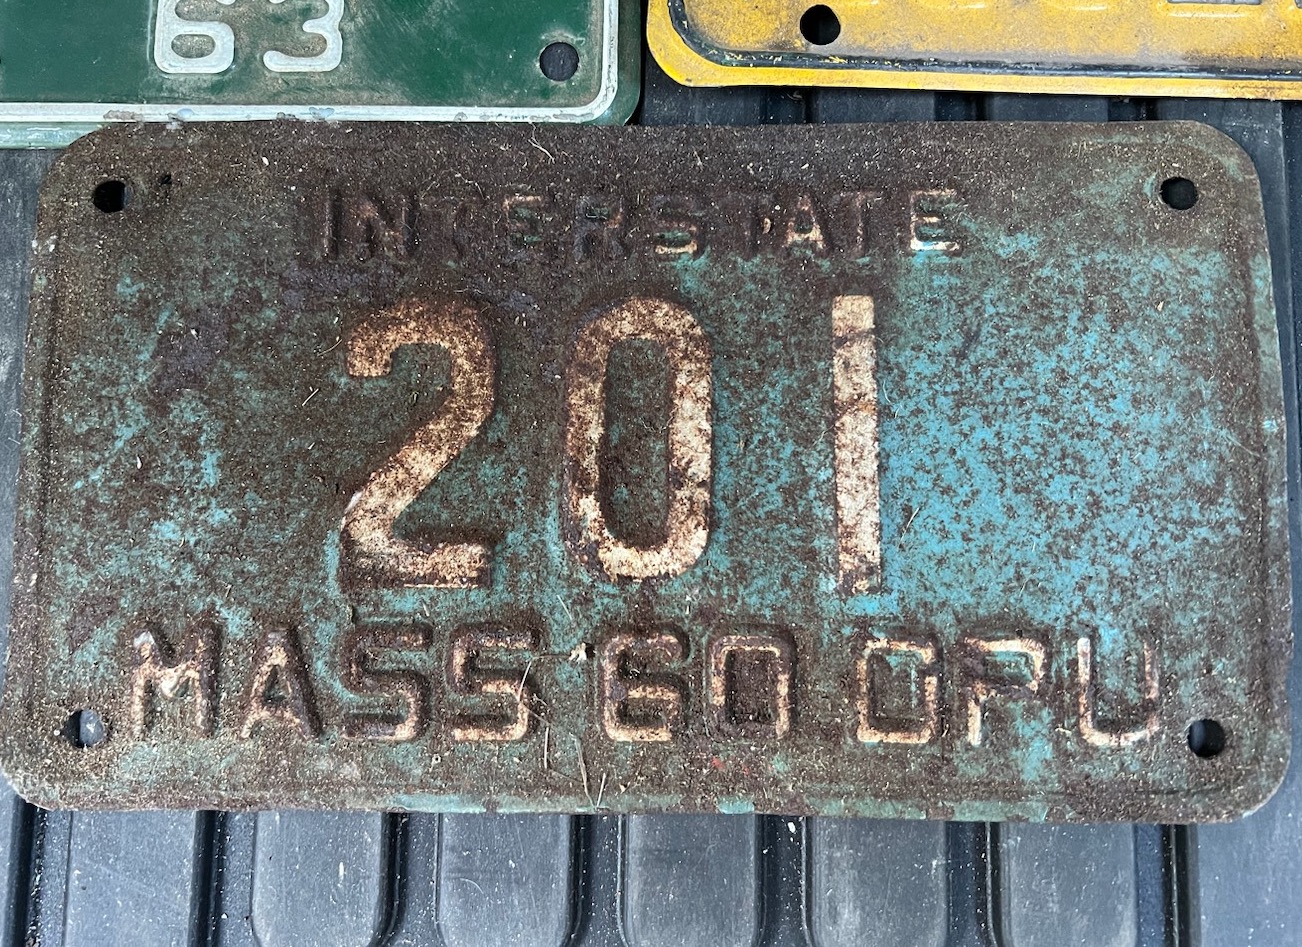 63
INTERSTATE
201
MASS 60 DPU